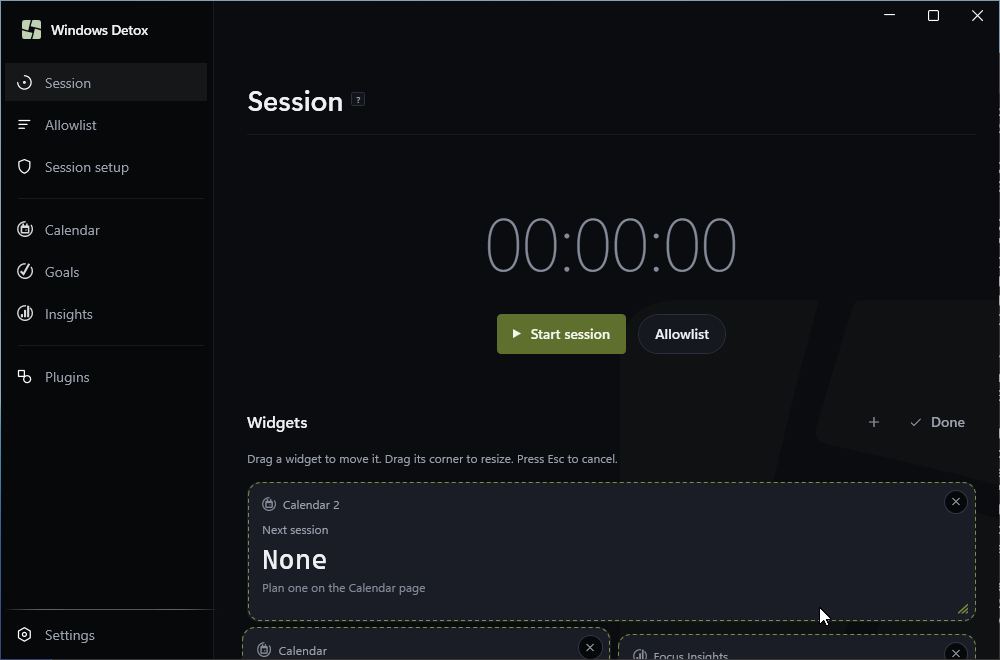 Windows Detox
Session
Allowlist
Session setup
Calendar
Goals
Insights
Plugins
Settings
Session ?
00:00:00
Start session
Allowlist
Widgets
Done
Drag a widget to move it. Drag its corner to resize. Press Esc to cancel.
Calendar 2
Next session
None
Plan one on the Calendar page
Calendar
Focus Insights